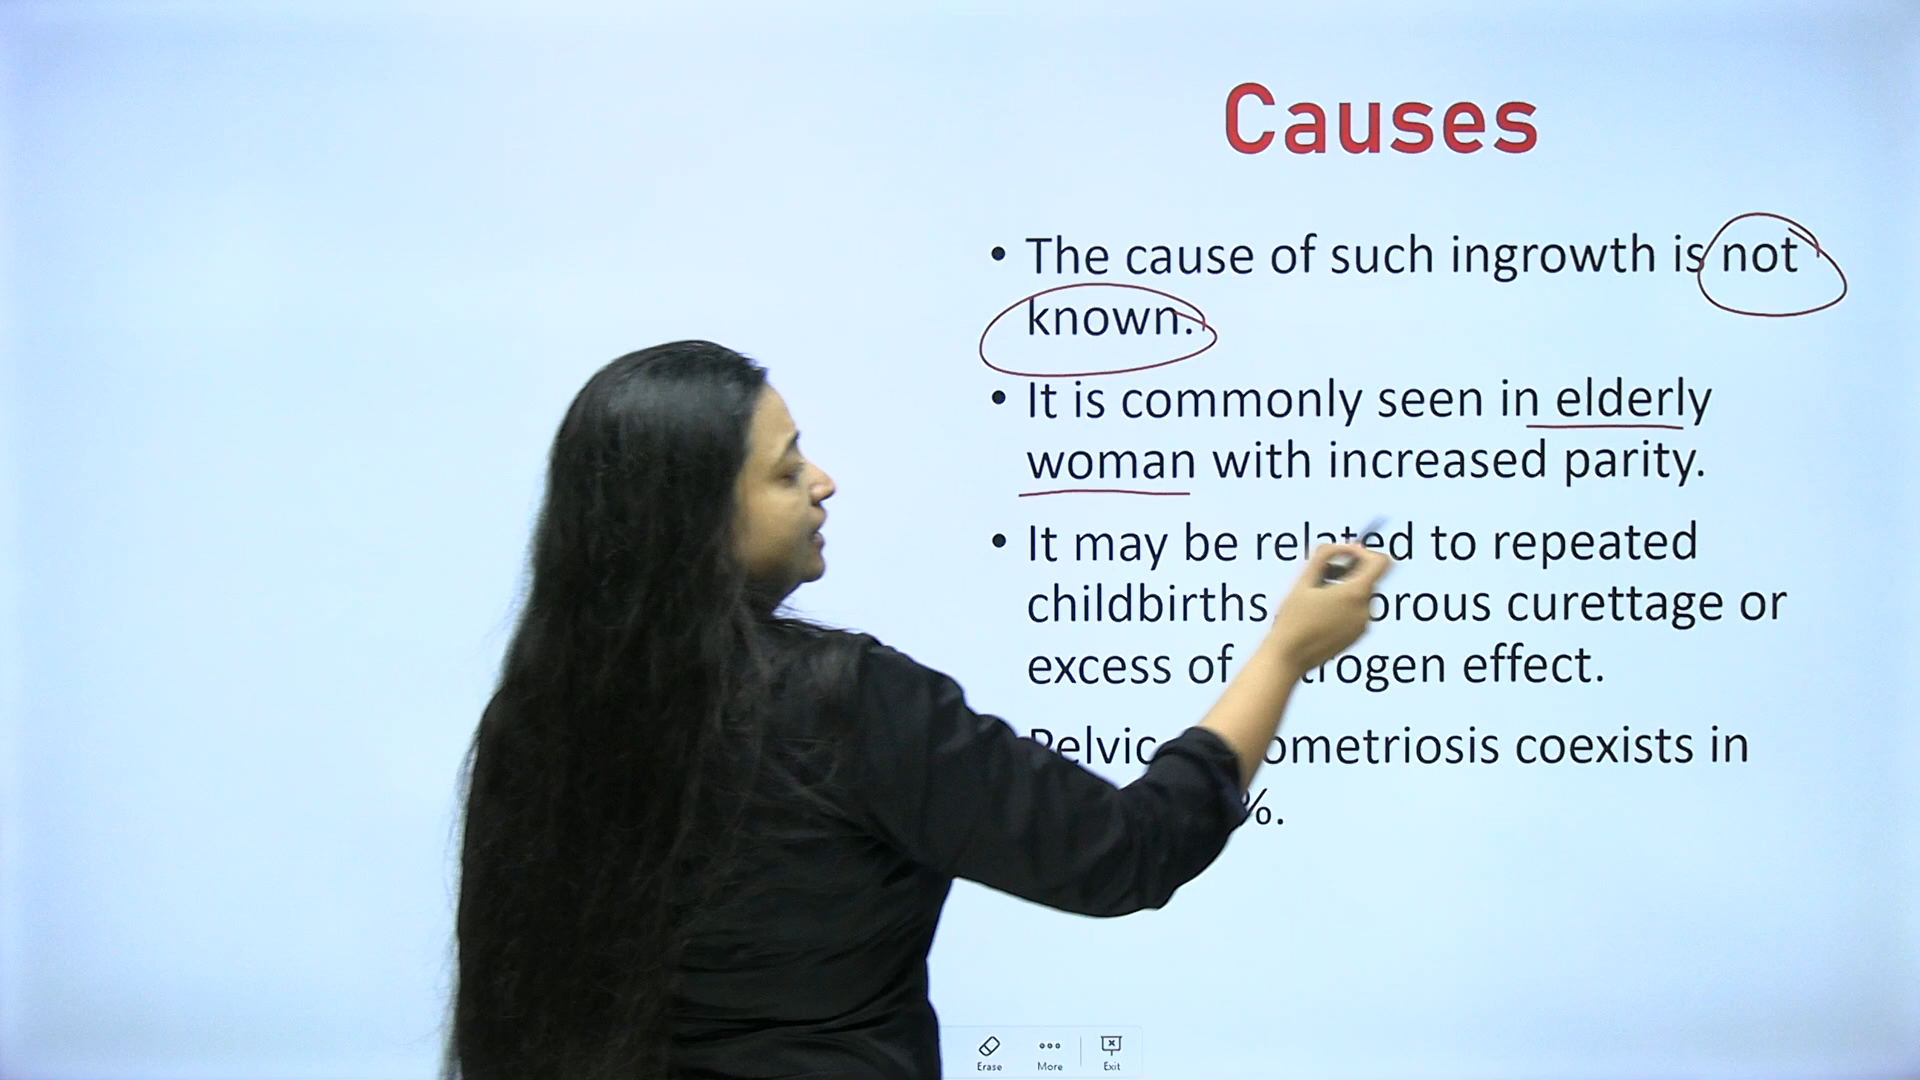 Causes
• The cause of such ingrowth is not
known.
• It is commonly seen in elderly
woman with increased parity.
• It may be related to repeated
childbirths, orous curettage or
excess of rogen effect.
Pelvic ometriosis coexists in
%.
Erase More Exit